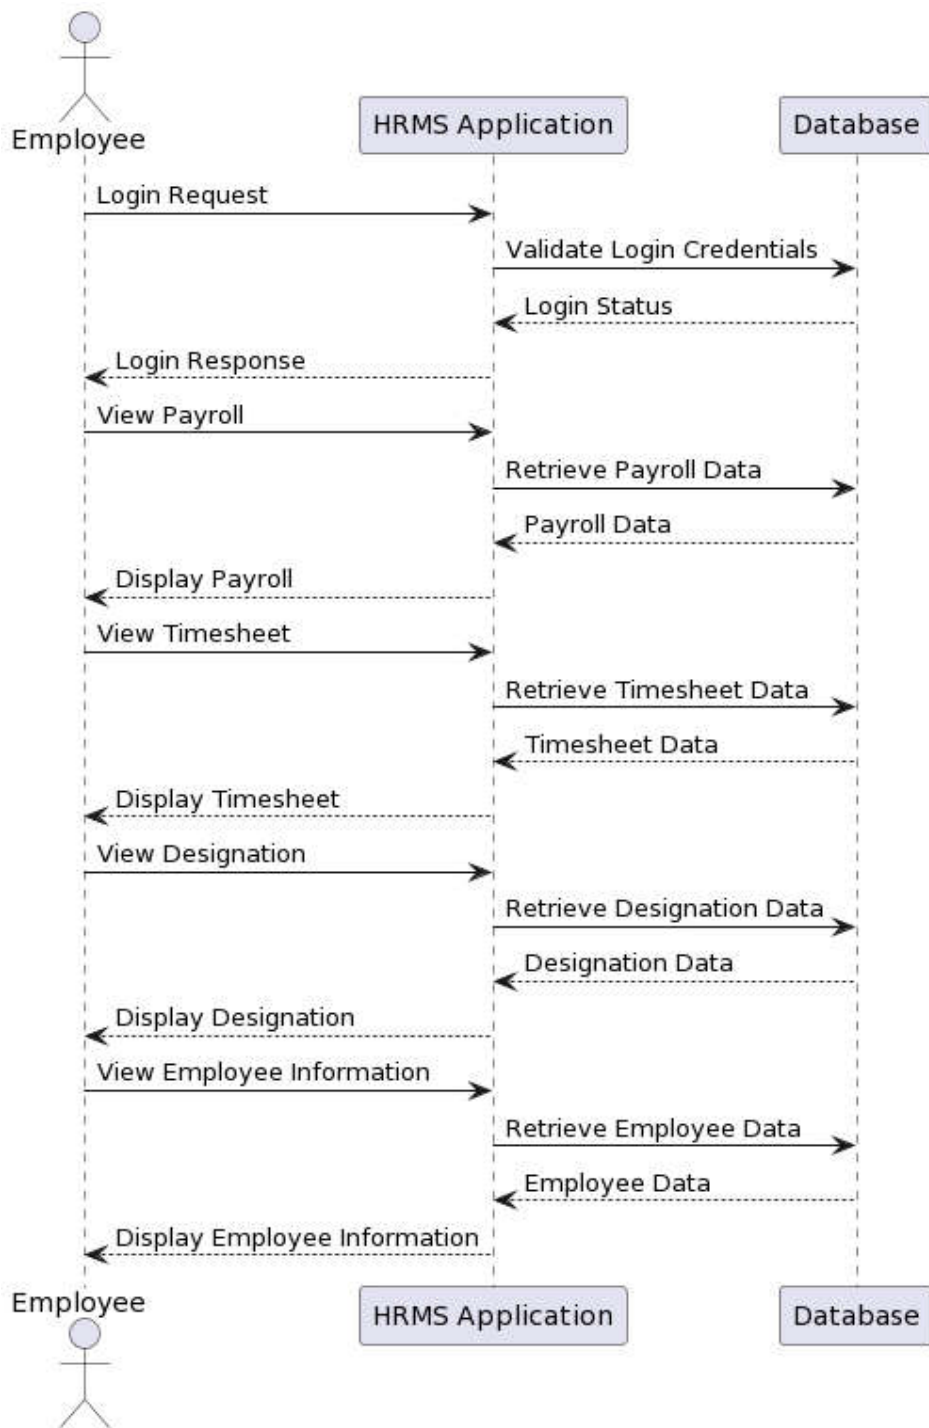 Employee
HRMS Application
Database
Login Request
Validate Login Credentials
Login Status
Login Response
View Payroll
Retrieve Payroll Data
Payroll Data
Display Payroll
View Timesheet
Retrieve Timesheet Data
Timesheet Data
Display Timesheet
View Designation
Retrieve Designation Data
Designation Data
Display Designation
View Employee Information
Retrieve Employee Data
Employee Data
Display Employee Information
Employee
HRMS Application
Database